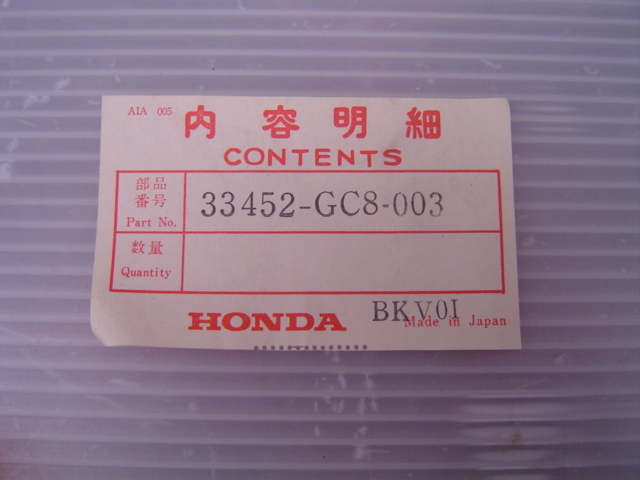 AIA 005
内容明細
CONTENTS
部品
番号
Part No.
33452-GC8-003
数量
Quantity
HONDA
BKV01
Made in Japan